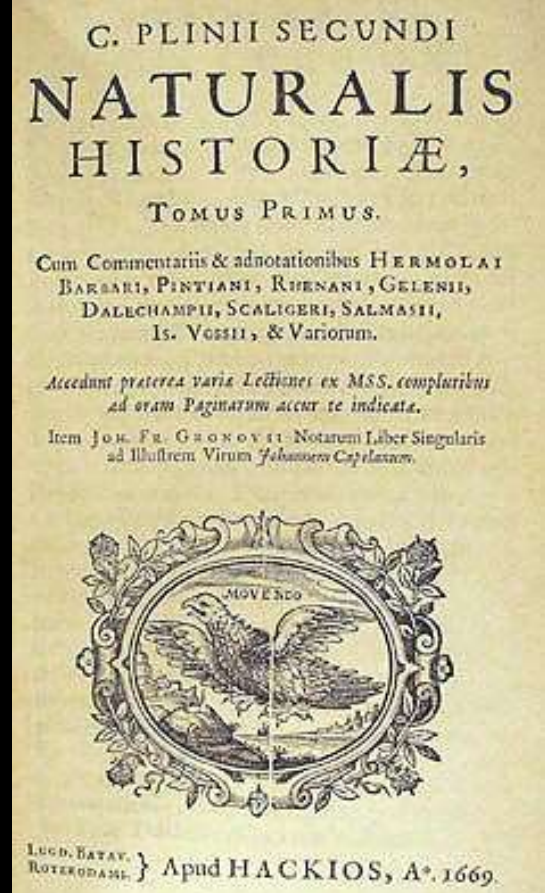 C. PLINII SECUNDI
NATURALIS
HISTORIÆ,
TOMUS PRIMUS.
Cum Commentariis & adnotationibus HERMOLAI
BARBARI, PINTIANI, RHENANI, GELENII,
DALECHAMPII, SCALIGERI, SALMASII,
Is. VOSSII, & Variorum.
Accedunt præterea variæ Lectiones ex MSS. compluribus
ad oram Paginarum accur te indicatæ.
Item JOH. FR. GRONOVII Notarum Liber Singularis
ad Illustrem Virum Johannem Capelanum.
MOVENDO
LUGD. BATAV.
ROTERODAMI. } Apud HACKIOS, A°. 1669.